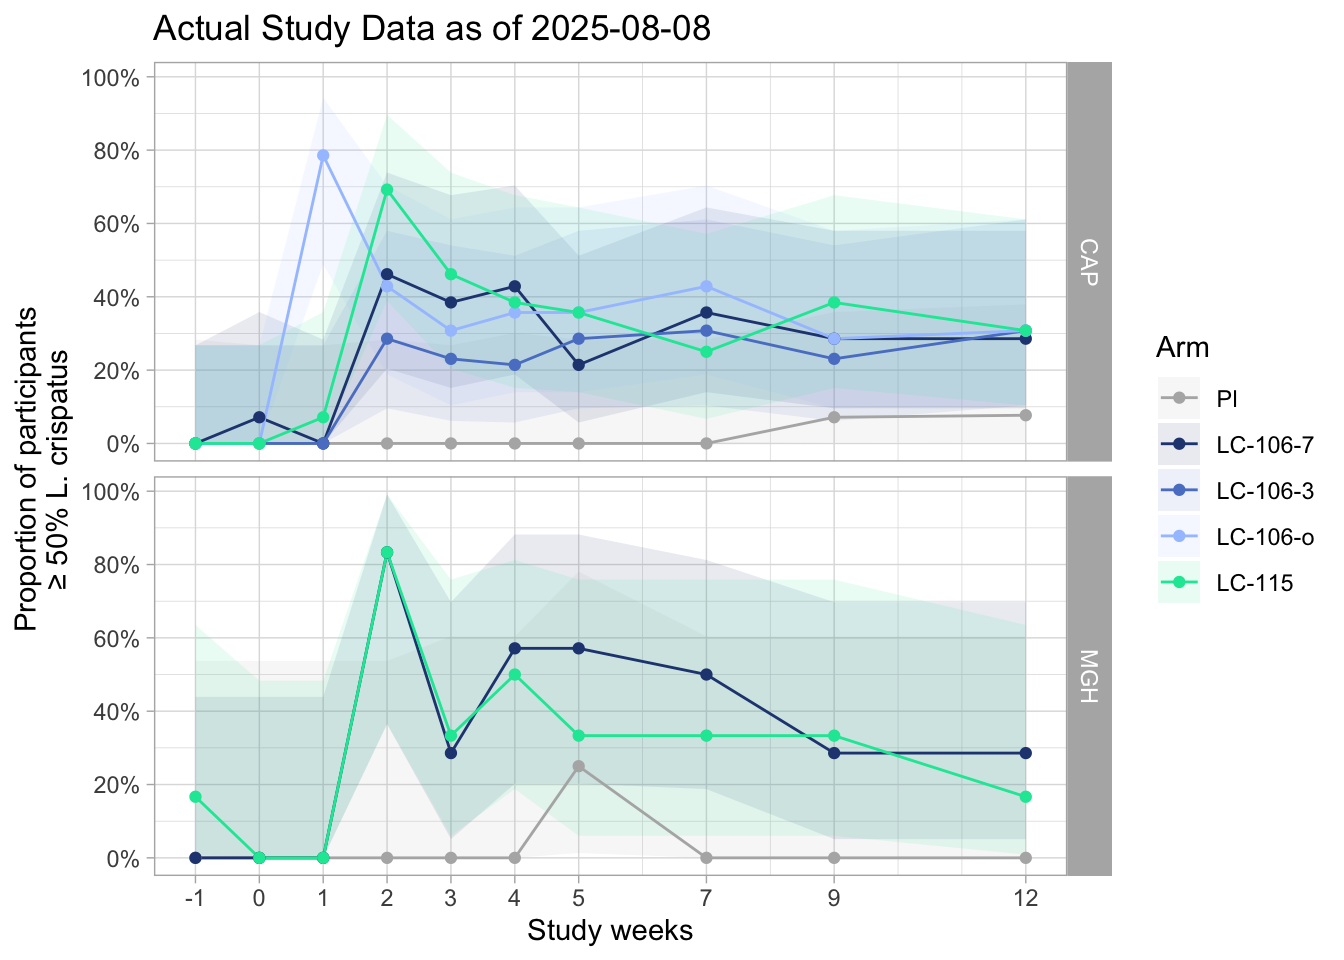 Actual Study Data as of 2025-08-08
Proportion of participants
≥ 50% L. crispatus
100%
80%
60%
40%
20%
0%
CAP
100%
80%
60%
40%
20%
0%
MGH
-1 0 1 2 3 4 5 7 9 12
Study weeks
Arm
PI
LC-106-7
LC-106-3
LC-106-o
LC-115